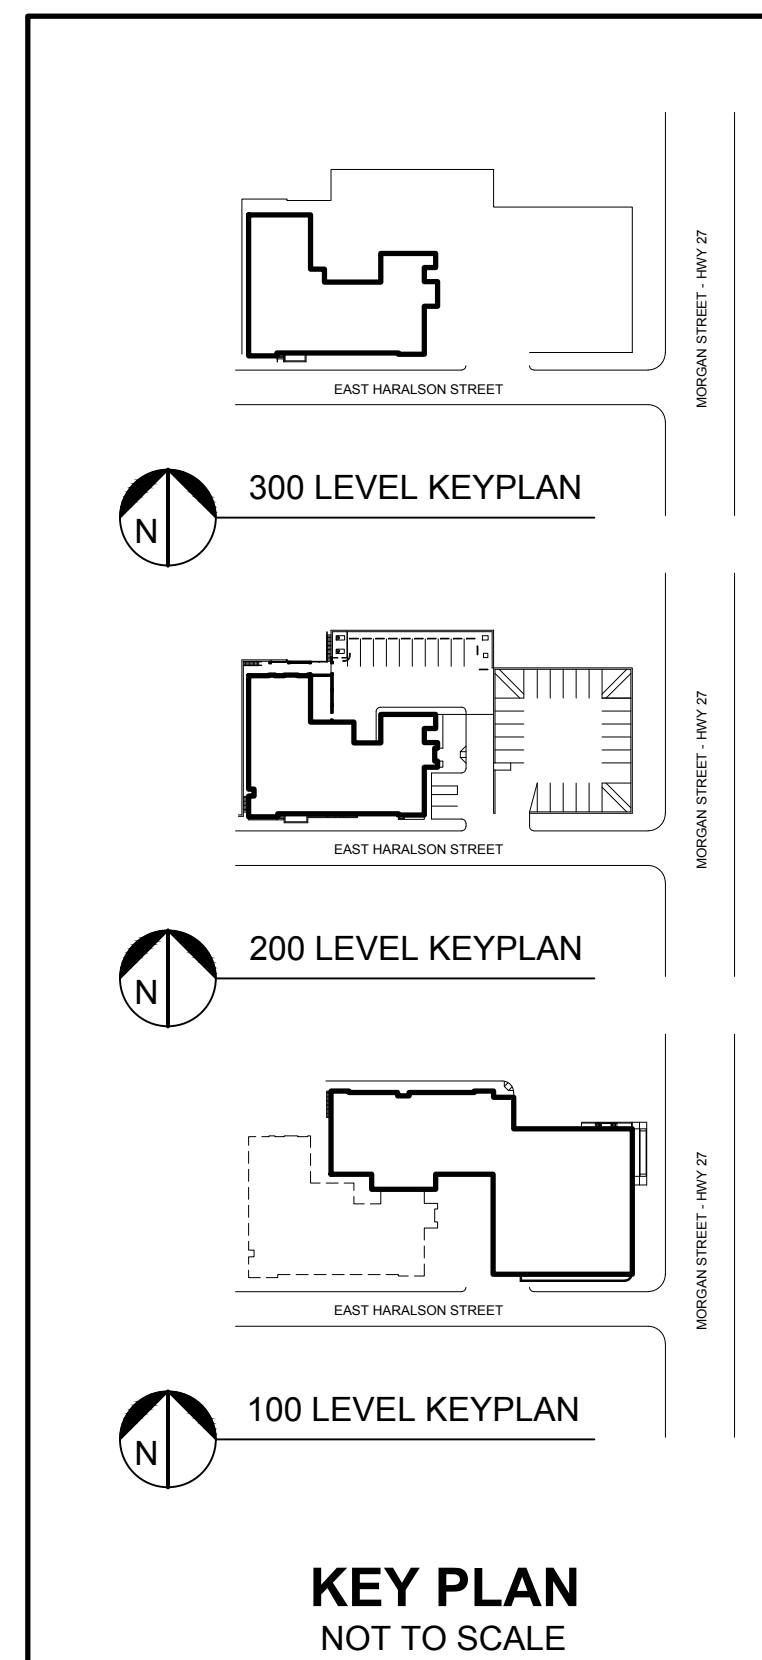 MORGAN STREET - HWY 27
EAST HARALSON STREET
N
300 LEVEL KEYPLAN
MORGAN STREET - HWY 27
EAST HARALSON STREET
N
200 LEVEL KEYPLAN
MORGAN STREET - HWY 27
EAST HARALSON STREET
N
100 LEVEL KEYPLAN
KEY PLAN
NOT TO SCALE